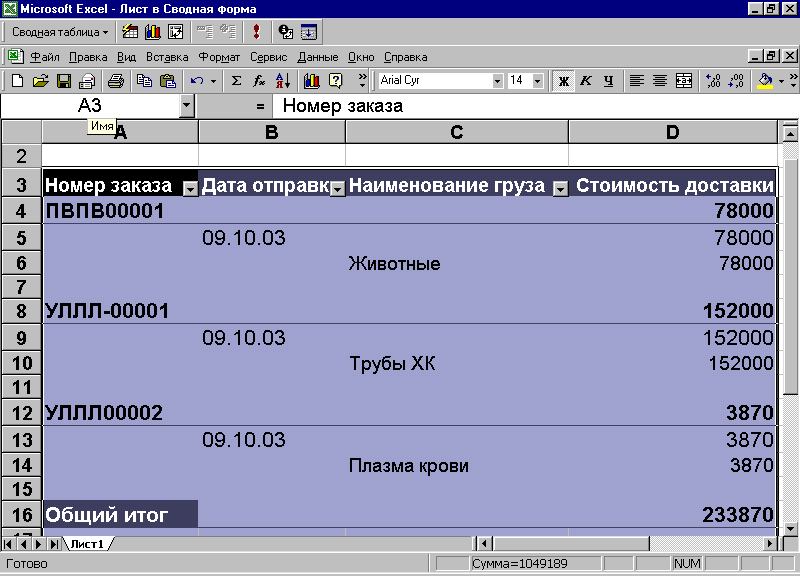 Microsoft Excel - Лист в Сводная форма
Сводная таблица
Файл Правка Вид Вставка Формат Сервис Данные Окно Справка
Arial Cyr 14 Ж К Ч
A3 = Номер заказа
Имя
A B C D
2
3 Номер заказа Дата отправк Наименование груза Стоимость доставки
4 ПВПВ00001 78000
5 09.10.03 78000
6 Животные 78000
7
8 УЛЛЛ-00001 152000
9 09.10.03 152000
10 Трубы ХК 152000
11
12 УЛЛЛ00002 3870
13 09.10.03 3870
14 Плазма крови 3870
15
16 Общий итог 233870
17
Лист1
Готово Сумма=1049189 NUM